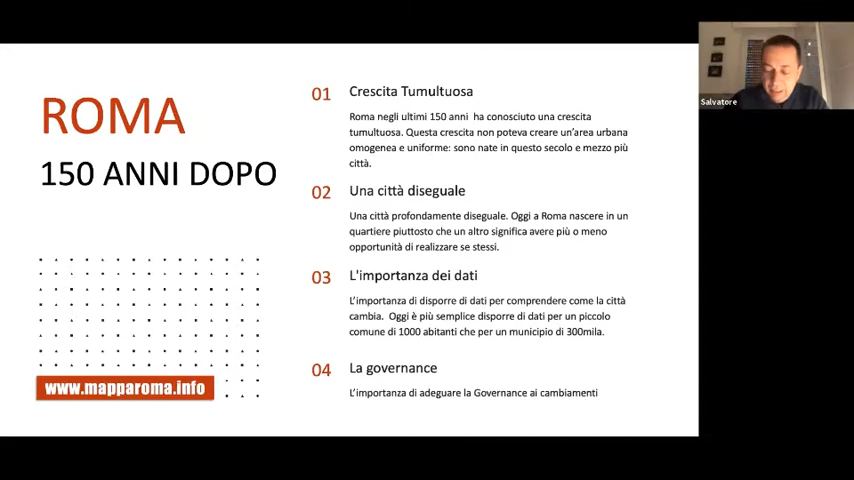 ROMA
150 ANNI DOPO
www.mapparoma.info
01 Crescita Tumultuosa
Roma negli ultimi 150 anni ha conosciuto una crescita
tumultuosa. Questa crescita non poteva creare un'area urbana
omogenea e uniforme: sono nate in questo secolo e mezzo più
città.
02 Una città diseguale
Una città profondamente diseguale. Oggi a Roma nascere in un
quartiere piuttosto che un altro significa avere più o meno
opportunità di realizzare se stessi.
03 L'importanza dei dati
L'importanza di disporre di dati per comprendere come la città
cambia. Oggi è più semplice disporre di dati per un piccolo
comune di 1000 abitanti che per un municipio di 300mila.
04 La governance
L'importanza di adeguare la Governance ai cambiamenti
Salvatore